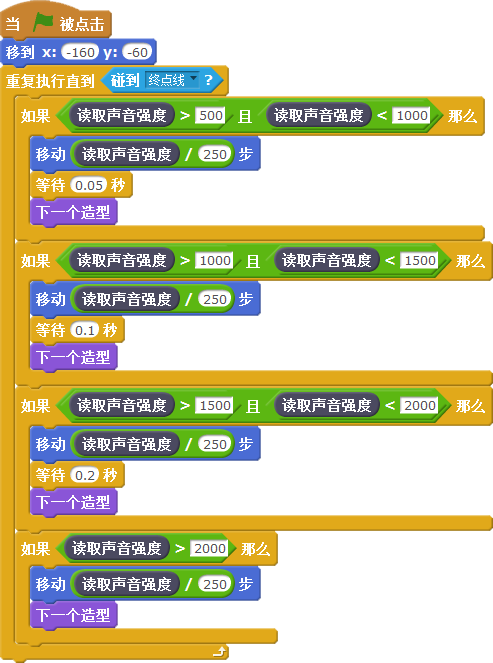 当 被点击
移到 x: -160 y: -60
重复执行直到 碰到 终点线 ?
如果 读取声音强度 > 500 且 读取声音强度 < 1000 那么
移动 读取声音强度 / 250 步
等待 0.05 秒
下一个造型
如果 读取声音强度 > 1000 且 读取声音强度 < 1500 那么
移动 读取声音强度 / 250 步
等待 0.1 秒
下一个造型
如果 读取声音强度 > 1500 且 读取声音强度 < 2000 那么
移动 读取声音强度 / 250 步
等待 0.2 秒
下一个造型
如果 读取声音强度 > 2000 那么
移动 读取声音强度 / 250 步
下一个造型